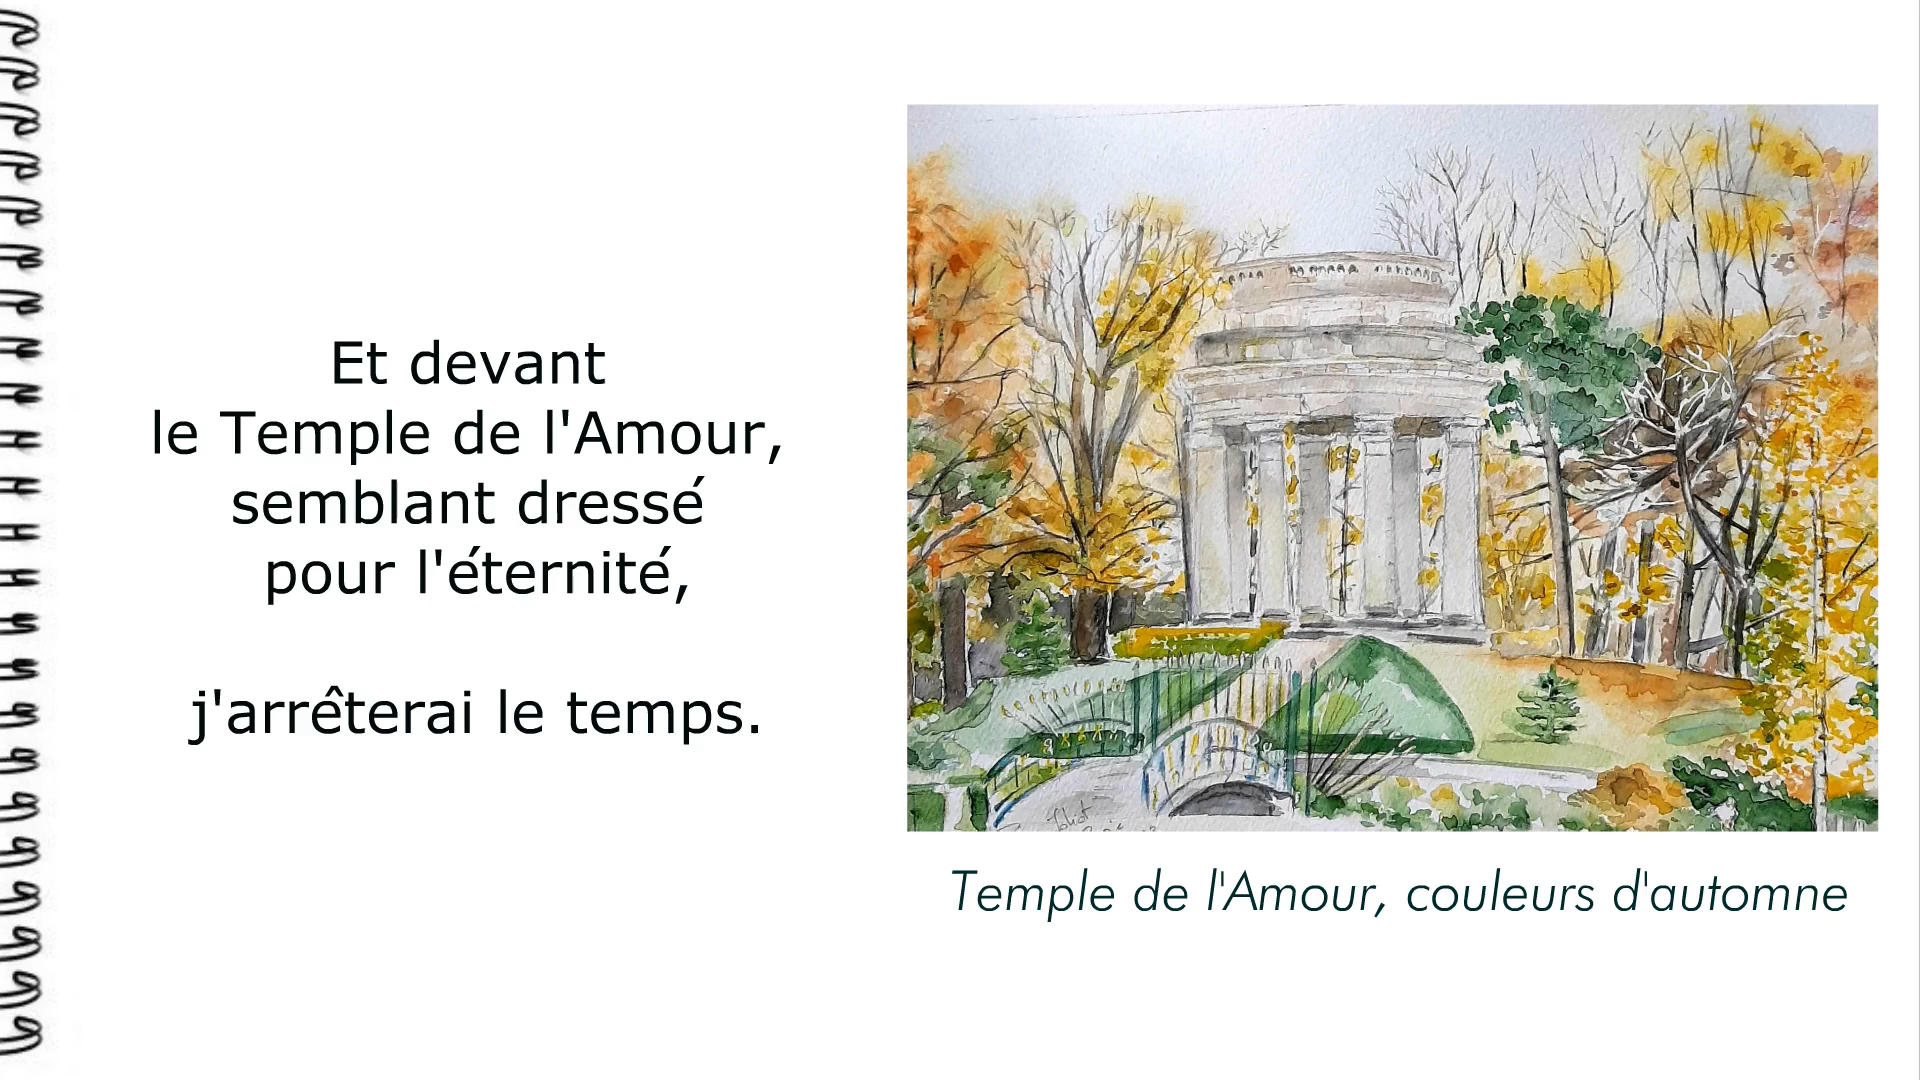 Et devant
le Temple de l'Amour,
semblant dressé
pour l'éternité,
j'arrêterai le temps.
Temple de l'Amour, couleurs d'automne